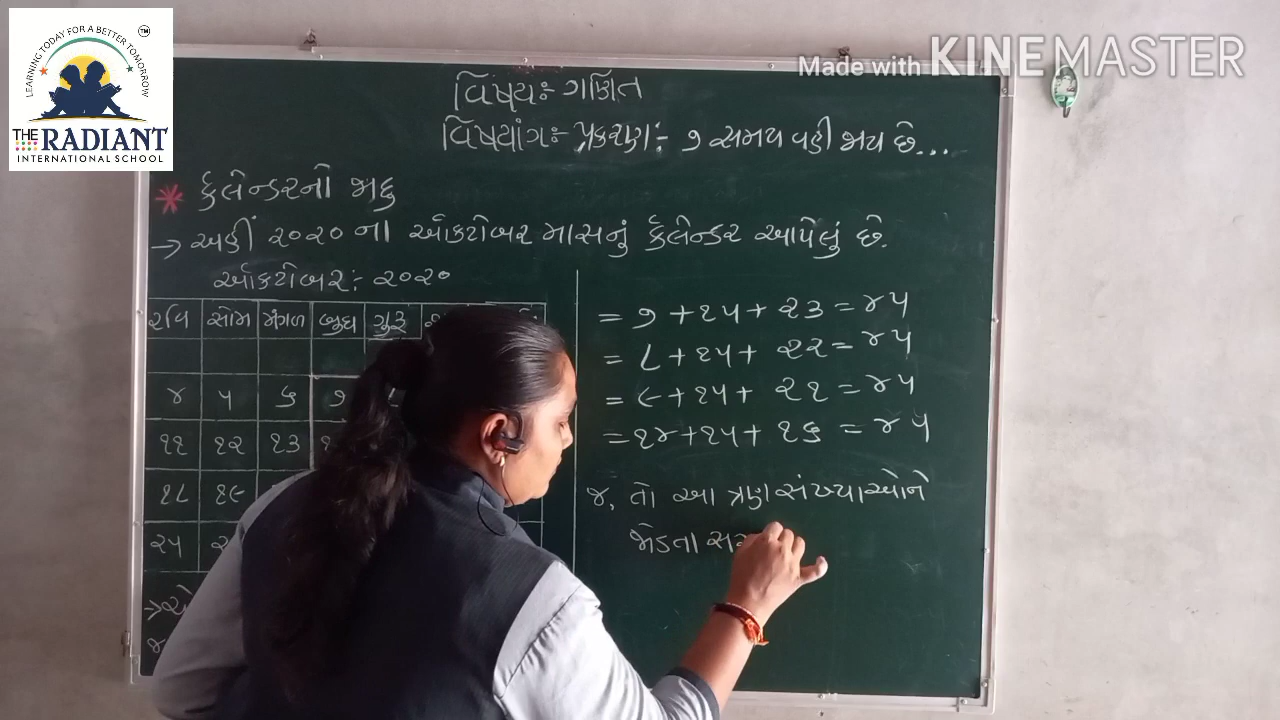 LEARNING TODAY FOR A BETTER TOMORROW
TM
THE RADIANT
INTERNATIONAL SCHOOL
Made with KINEMASTER
વિષયઃ ગણિત
વિષયાંગઃ પ્રકરણઃ ૭ સમય વહી જાય છે...
* કેલેન્ડરનો જાદુ
→ અહીં ૨૦૨૦ ના ઑક્ટોબર માસનું કૅલેન્ડર આપેલું છે.
ઑક્ટોબરઃ ૨૦૨૦
રવિ સોમ મંગળ બુધ ગુરૂ
૪ ૫ ૬ ૭
૧૧ ૧૨ ૧૩
૧૮ ૧૯
૨૫
= ૭ + ૧૫ + ૨૩ = ૪૫
= ૮ + ૧૫ + ૨૨ = ૪૫
= ૯ + ૧૫ + ૨૧ = ૪૫
= ૧૪ + ૧૫ + ૧૬ = ૪૫
જ. તો આ ત્રણ સંખ્યાઓને
જોડતા